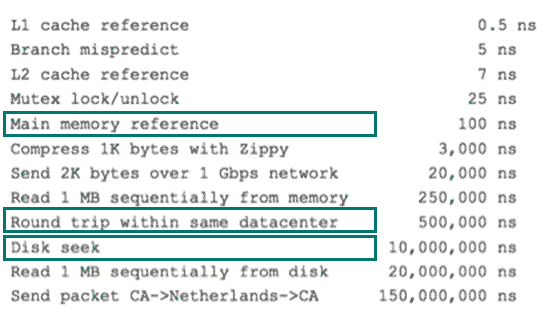 L1 cache reference 0.5 ns
Branch mispredict 5 ns
L2 cache reference 7 ns
Mutex lock/unlock 25 ns
Main memory reference 100 ns
Compress 1K bytes with Zippy 3,000 ns
Send 2K bytes over 1 Gbps network 20,000 ns
Read 1 MB sequentially from memory 250,000 ns
Round trip within same datacenter 500,000 ns
Disk seek 10,000,000 ns
Read 1 MB sequentially from disk 20,000,000 ns
Send packet CA->Netherlands->CA 150,000,000 ns